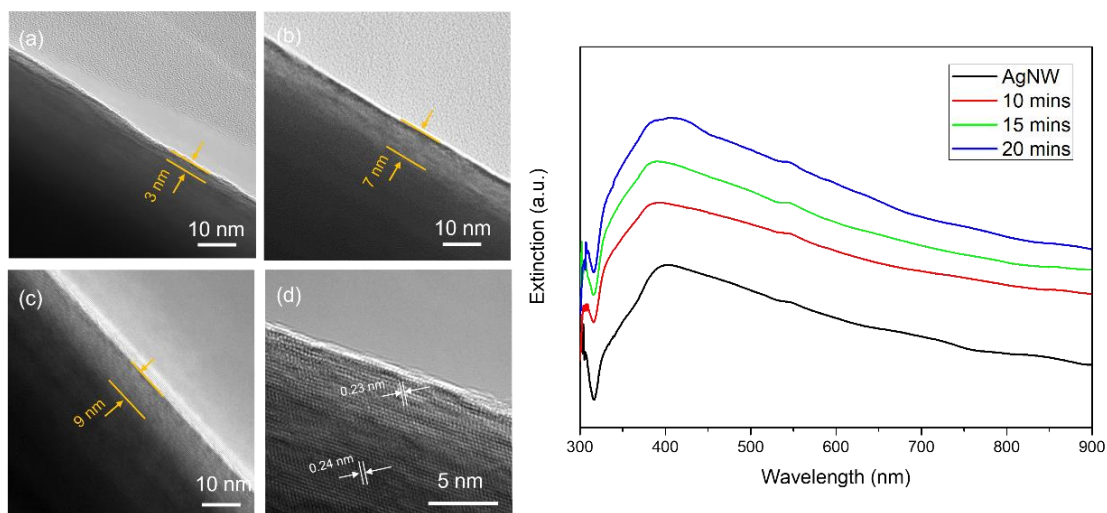 (a)
3 nm
10 nm
(b)
7 nm
10 nm
(c)
9 nm
10 nm
(d)
0.23 nm
0.24 nm
5 nm
AgNW
10 mins
15 mins
20 mins
Extinction (a.u.)
300 400 500 600 700 800 900
Wavelength (nm)